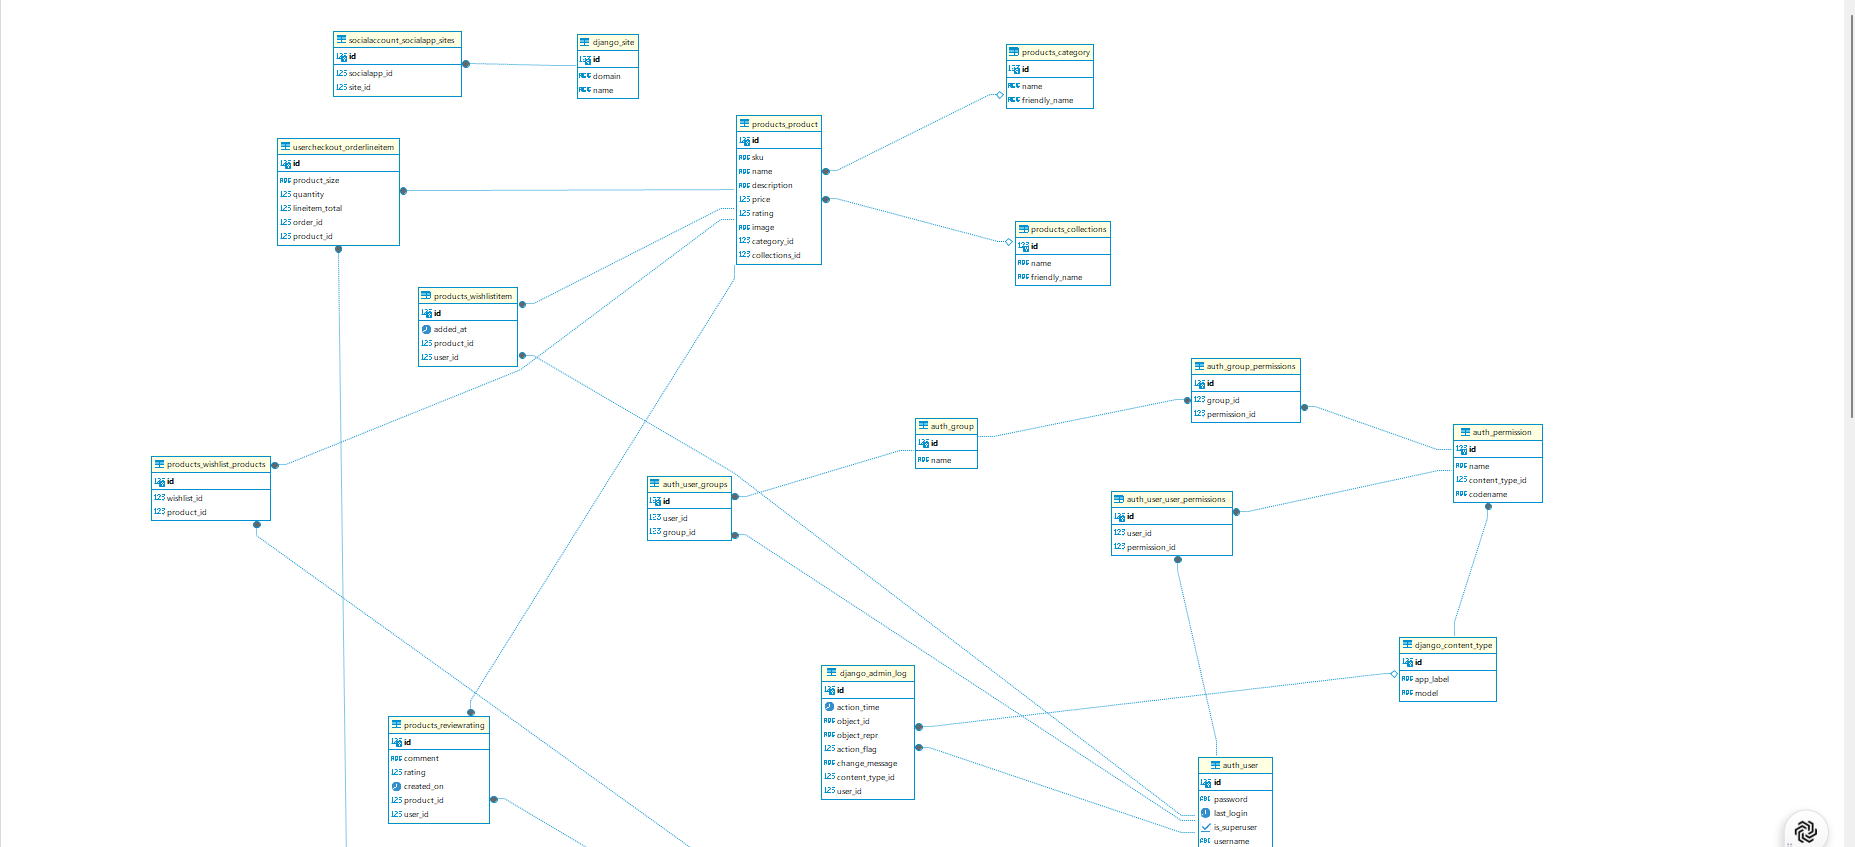 socialaccount_socialapp_sites
id
socialapp_id
site_id
django_site
id
domain
name
products_category
id
name
friendly_name
products_product
id
sku
name
description
price
rating
image
category_id
collections_id
usercheckout_orderlineitem
id
product_size
quantity
lineitem_total
order_id
product_id
products_collections
id
name
friendly_name
products_wishlistitem
id
added_at
product_id
user_id
auth_group_permissions
id
group_id
permission_id
auth_group
id
name
auth_permission
id
name
content_type_id
codename
products_wishlist_products
id
wishlist_id
product_id
auth_user_groups
id
user_id
group_id
auth_user_user_permissions
id
user_id
permission_id
django_content_type
id
app_label
model
django_admin_log
id
action_time
object_id
object_repr
action_flag
change_message
content_type_id
user_id
products_reviewrating
id
comment
rating
created_on
product_id
user_id
auth_user
id
password
last_login
is_superuser
username